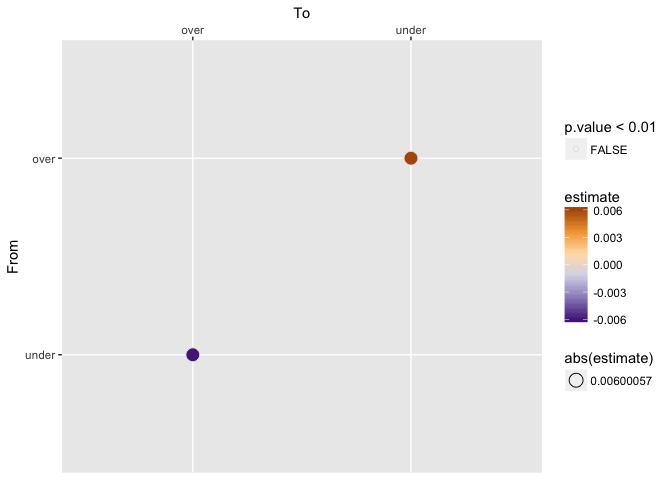 To
over under
over
under
From
p.value < 0.01
FALSE
estimate
0.006
0.003
0.000
-0.003
-0.006
abs(estimate)
0.00600057